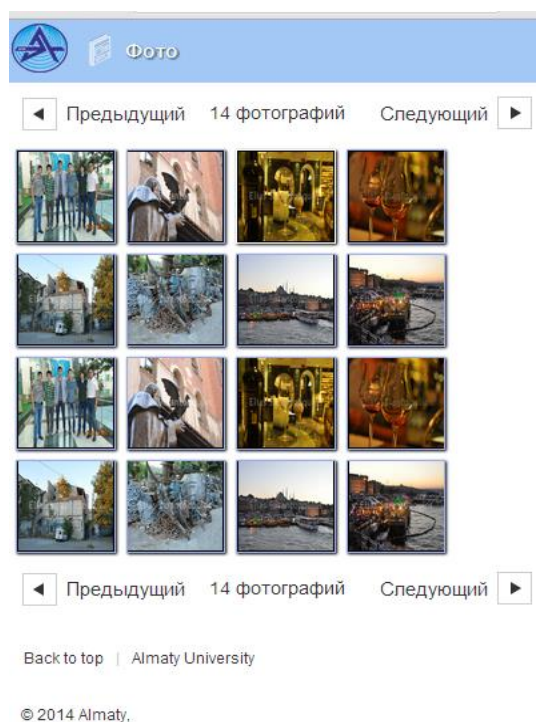 Фото
Предыдущий 14 фотографий Следующий
Предыдущий 14 фотографий Следующий
Back to top | Almaty University
© 2014 Almaty,